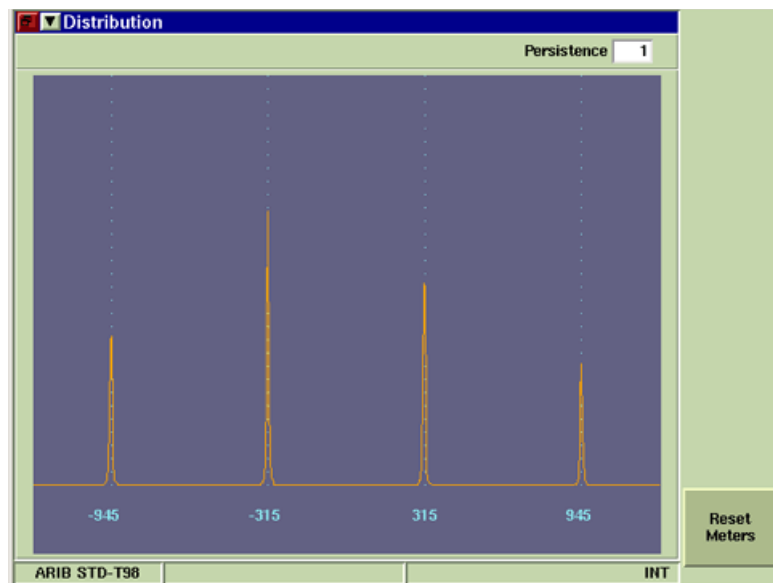 Distribution
Persistence 1
-945 -315 315 945
Reset
Meters
ARIB STD-T98 INT